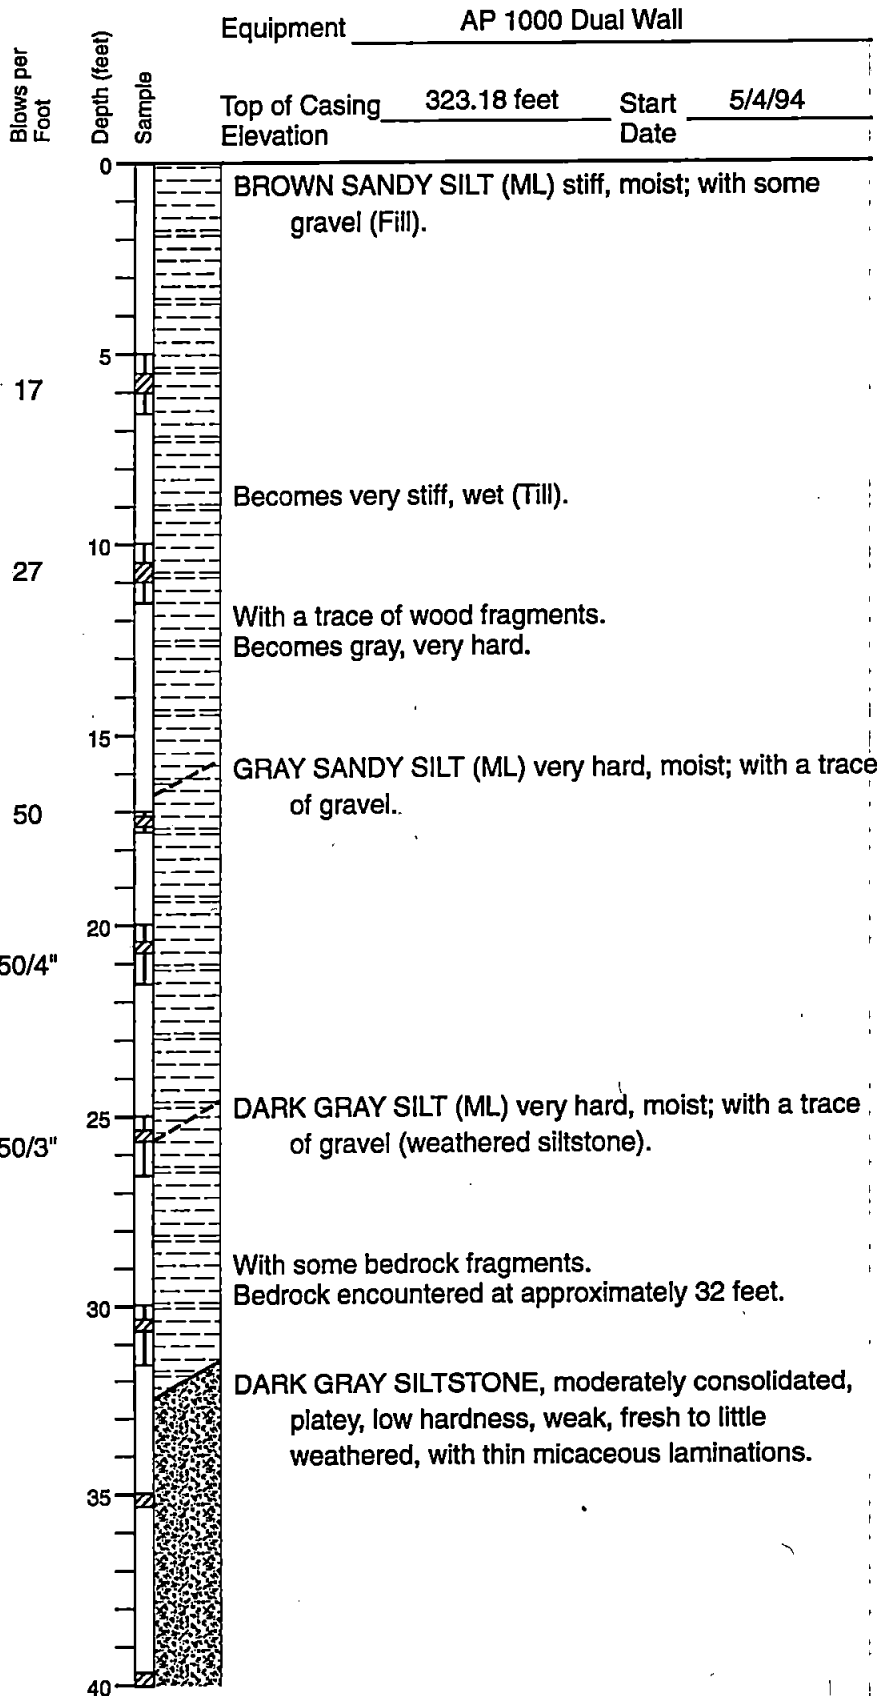 Equipment AP 1000 Dual Wall
Blows per Foot
Depth (feet)
Sample
Top of Casing 323.18 feet Start 5/4/94
Elevation Date
0
BROWN SANDY SILT (ML) stiff, moist; with some
gravel (Fill).
5
17
Becomes very stiff, wet (Till).
10
27
With a trace of wood fragments.
Becomes gray, very hard.
15
GRAY SANDY SILT (ML) very hard, moist; with a trace
of gravel.
50
20
50/4"
DARK GRAY SILT (ML) very hard, moist; with a trace
25
of gravel (weathered siltstone).
50/3"
With some bedrock fragments.
Bedrock encountered at approximately 32 feet.
30
DARK GRAY SILTSTONE, moderately consolidated,
platey, low hardness, weak, fresh to little
weathered, with thin micaceous laminations.
35
40